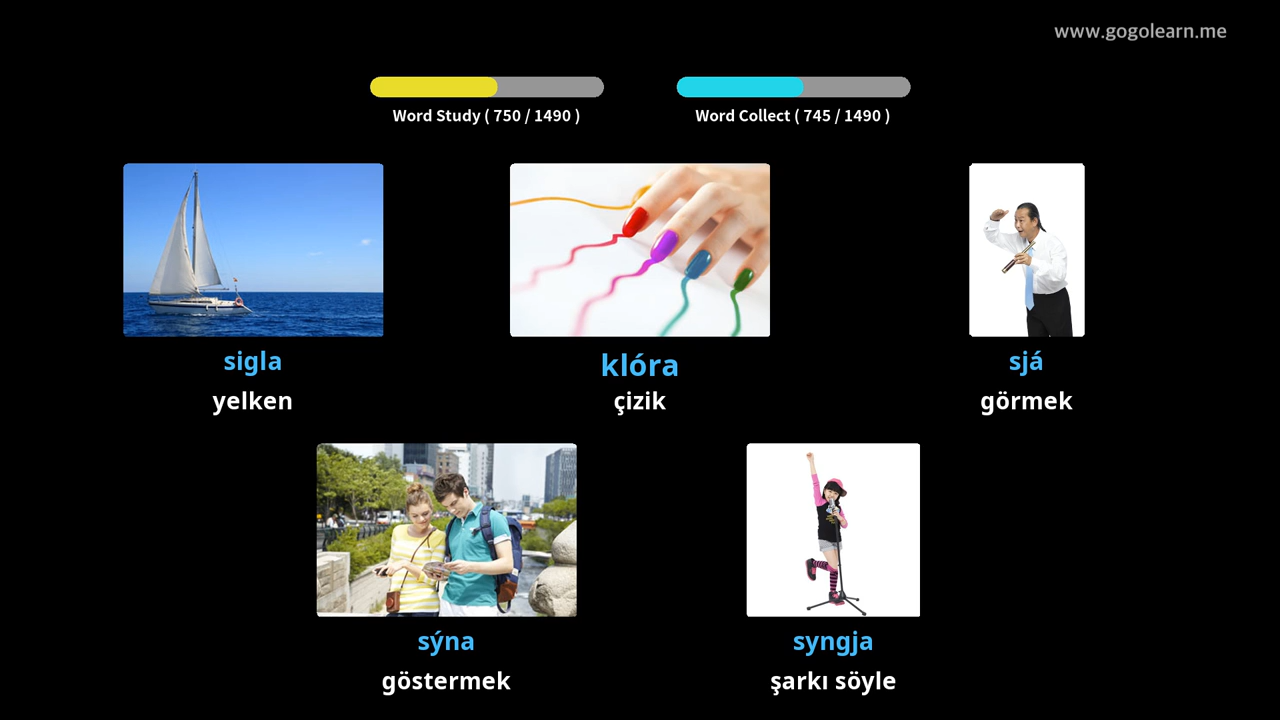 www.gogolearn.me
Word Study ( 750 / 1490 )
Word Collect ( 745 / 1490 )
sigla
yelken
klóra
çizik
sjá
görmek
sýna
göstermek
syngja
şarkı söyle